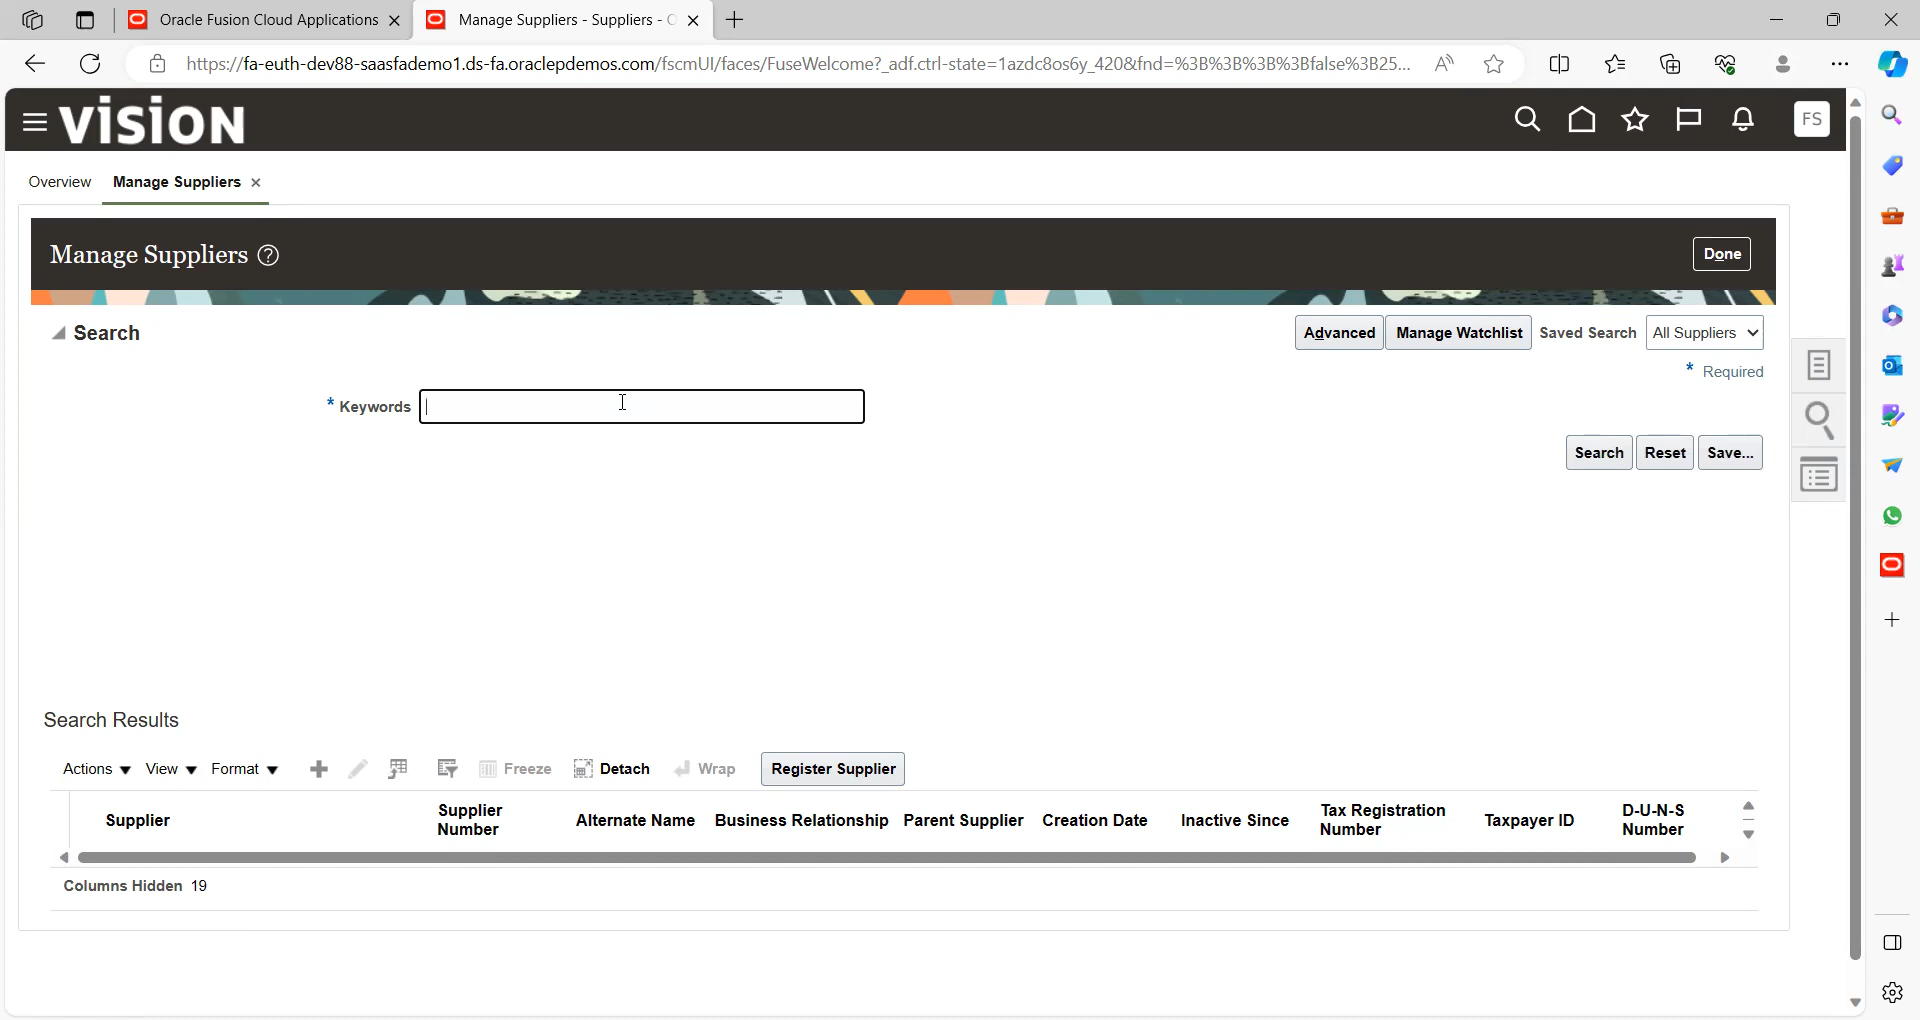 Oracle Fusion Cloud Applications
Manage Suppliers - Suppliers - O
https://fa-euth-dev88-saasfademo1.ds-fa.oraclepdemos.com/fscmUI/faces/FuseWelcome?_adf.ctrl-state=1azdc8os6y_420&fnd=%3B%3B%3B%3Bfalse%3B25...
VISION
FS
Overview
Manage Suppliers
Manage Suppliers
Done
Search
Advanced
Manage Watchlist
Saved Search
All Suppliers
* Required
* Keywords
Search
Reset
Save...
Search Results
Actions
View
Format
Freeze
Detach
Wrap
Register Supplier
Supplier
Supplier
Number
Alternate Name
Business Relationship
Parent Supplier
Creation Date
Inactive Since
Tax Registration
Number
Taxpayer ID
D-U-N-S
Number
Columns Hidden 19